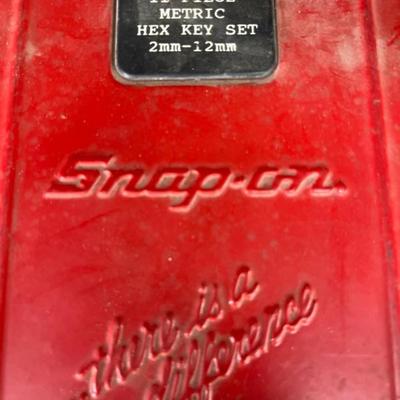 METRIC
HEX KEY SET
2mm-12mm
Snap-on
...there is a
difference